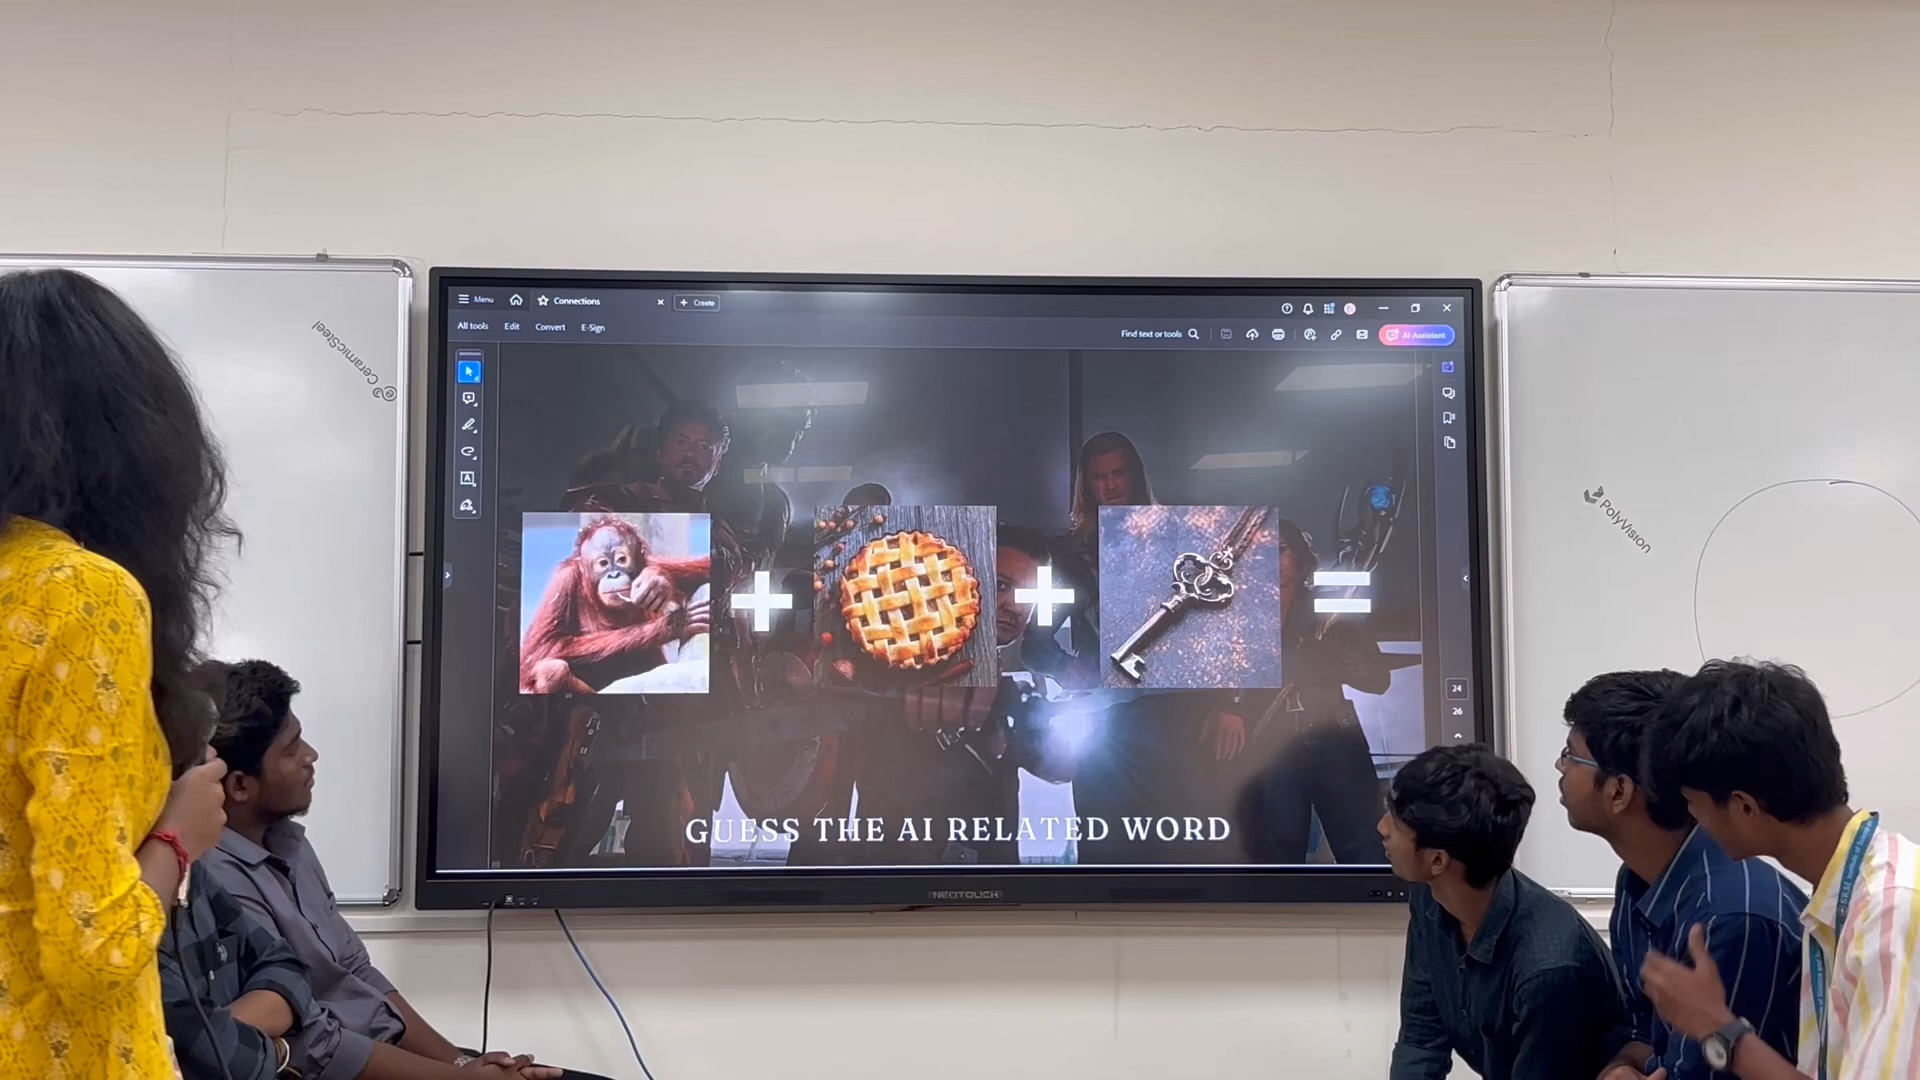 Menu
Connections
Create
All tools
Edit
Convert
E-Sign
Find text or tools
AI Assistant
CeramicSteel
PolyVision
24
26
GUESS THE AI RELATED WORD
NEOTOUCH